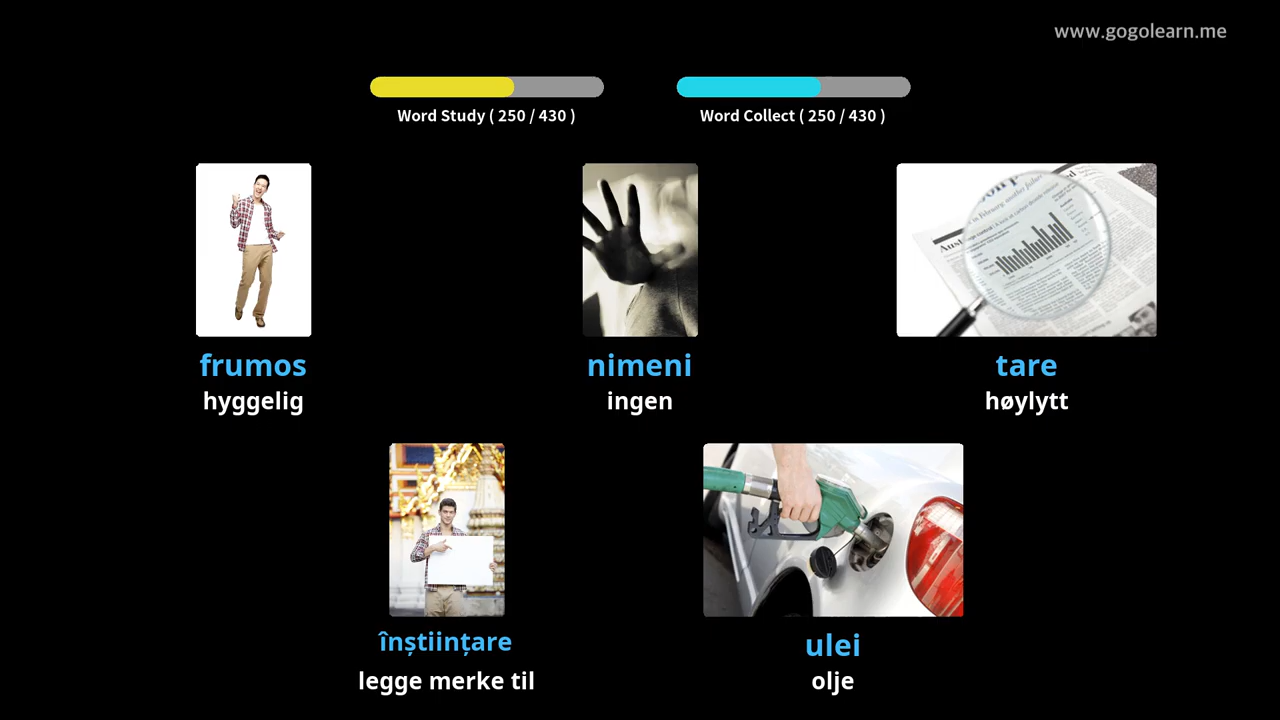 www.gogolearn.me
Word Study ( 250 / 430 )
Word Collect ( 250 / 430 )
frumos
hyggelig
nimeni
ingen
tare
høylytt
înștiințare
legge merke til
ulei
olje